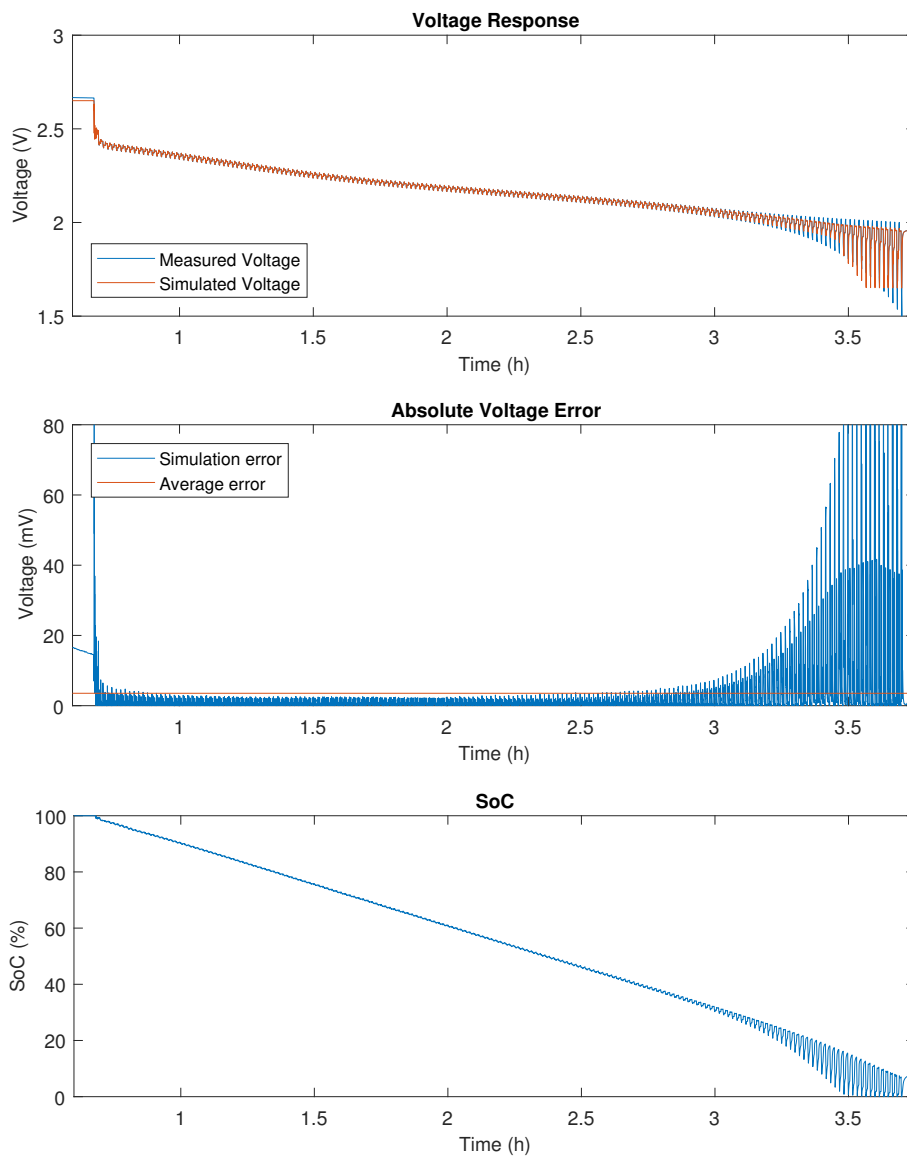 Voltage Response
3
2.5
2
1.5
Voltage (V)
Measured Voltage
Simulated Voltage
1
1.5
2
2.5
3
3.5
Time (h)
Absolute Voltage Error
80
60
40
20
0
Voltage (mV)
Simulation error
Average error
1
1.5
2
2.5
3
3.5
Time (h)
SoC
100
80
60
40
20
0
SoC (%)
1
1.5
2
2.5
3
3.5
Time (h)